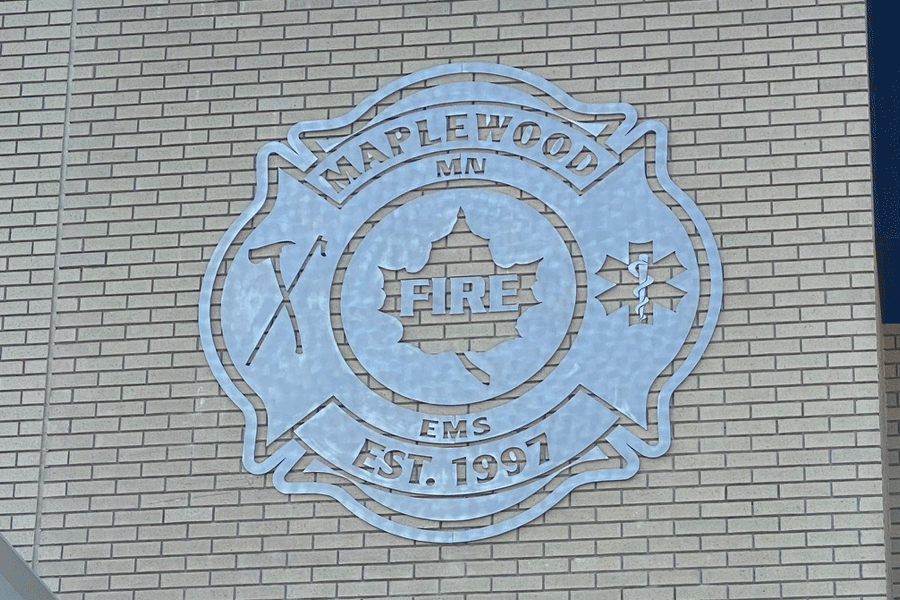 MAPLEWOOD
MN
FIRE
EMS
EST. 1997